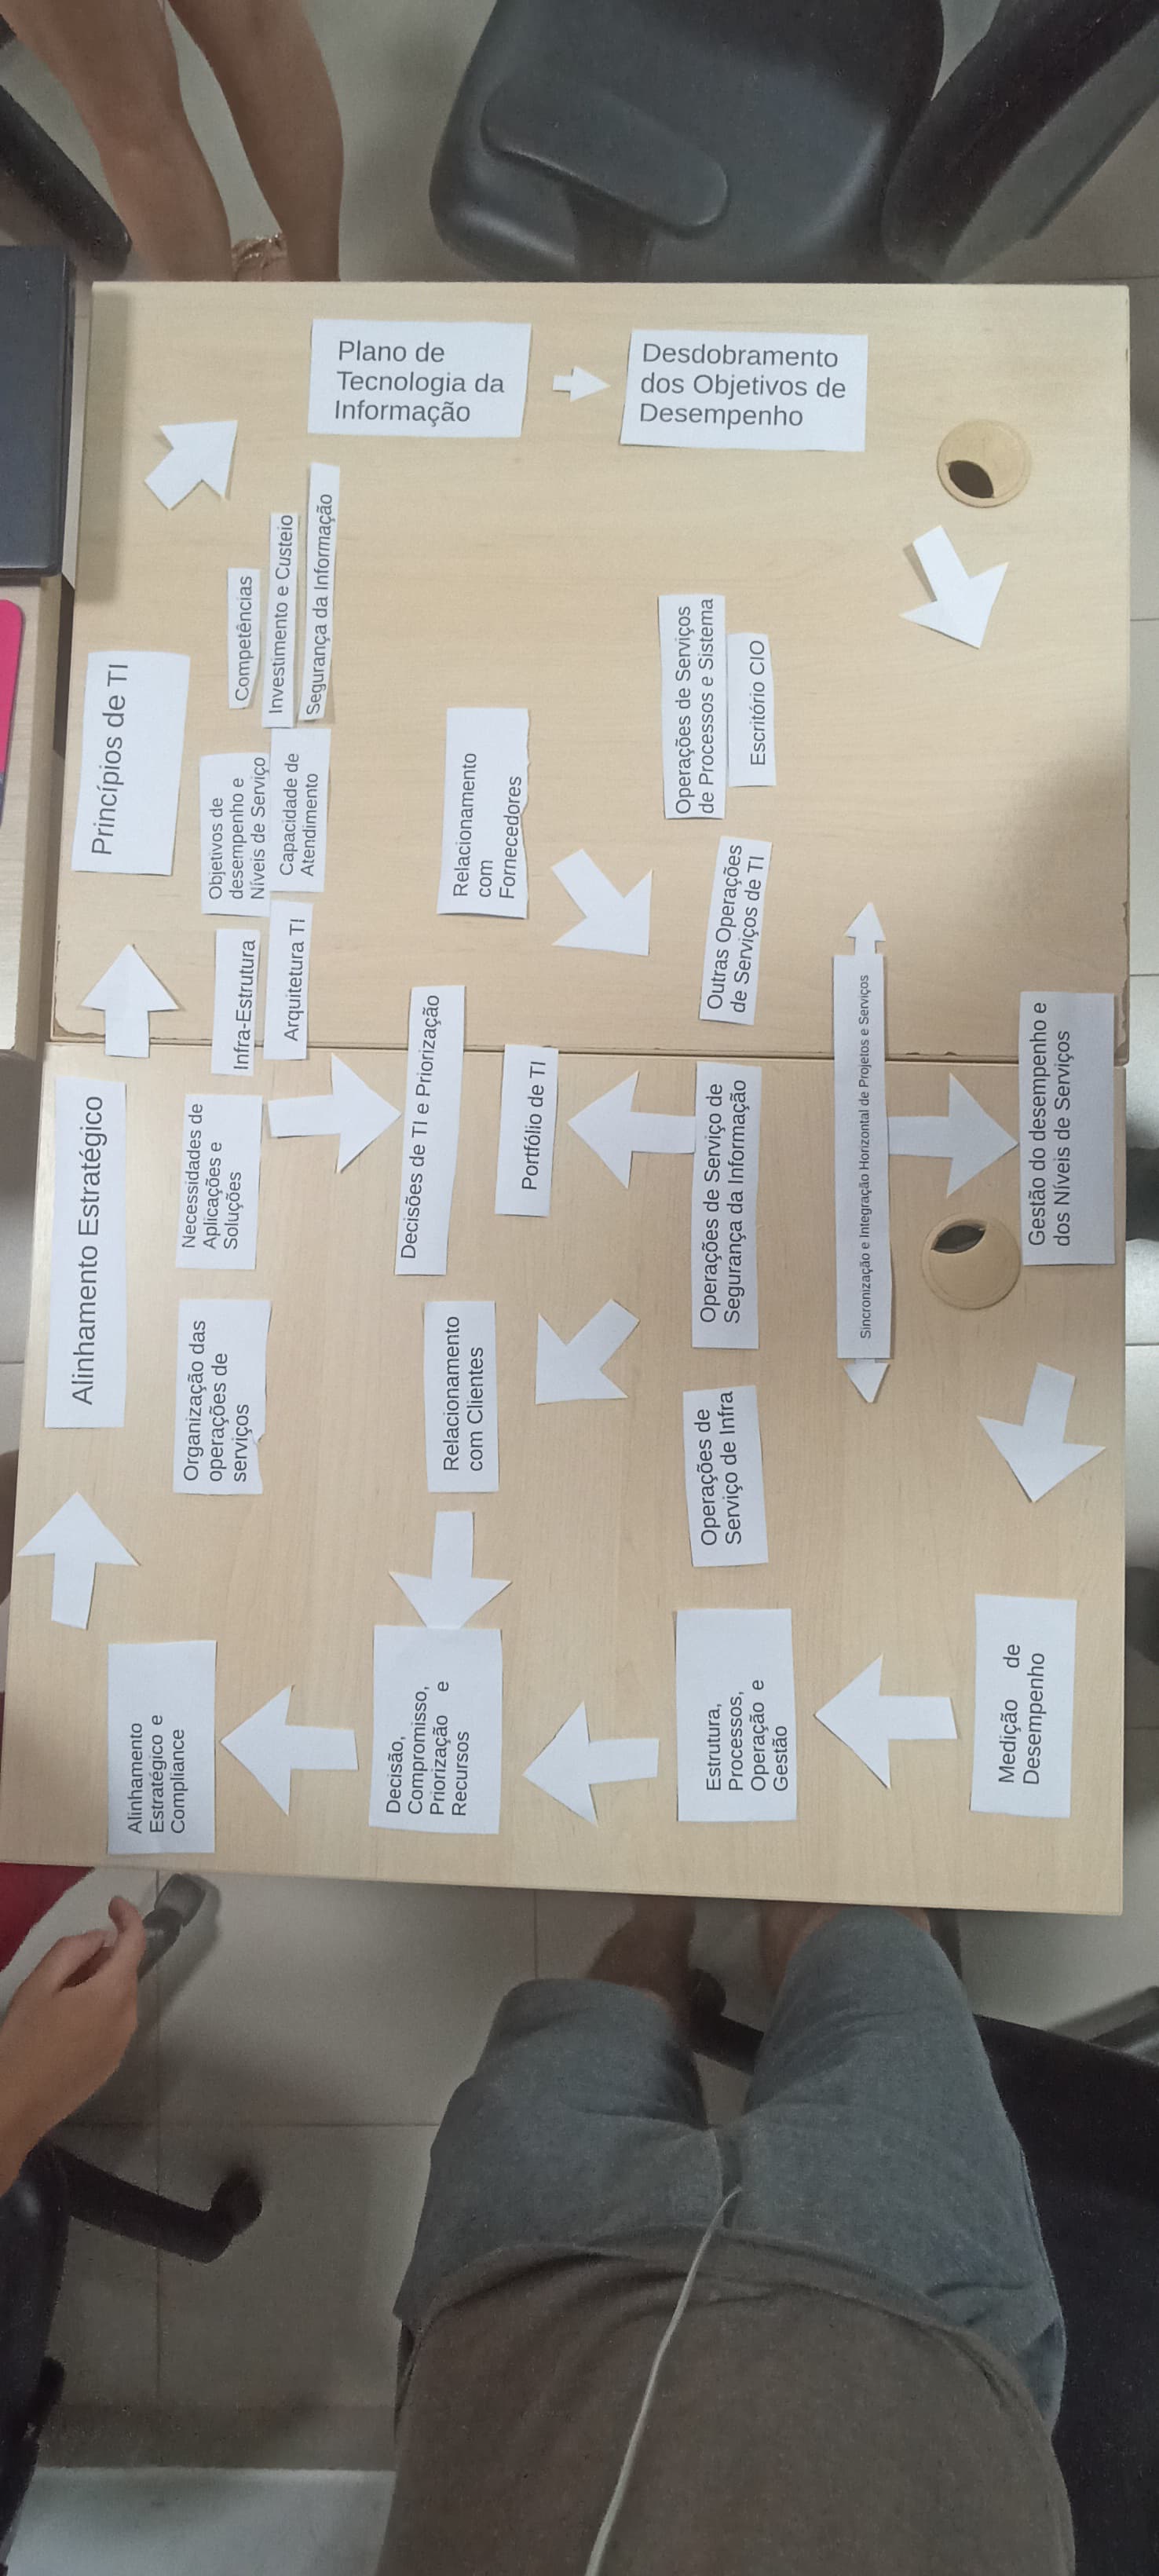 Plano de
Tecnologia da
Informação
Desdobramento
dos Objetivos de
Desempenho
Alinhamento Estratégico
Princípios de TI
Organização das
operações de
serviços
Necessidades de
Aplicações e
Soluções
Infra-Estrutura
Arquitetura TI
Objetivos de
desempenho e
Níveis de Serviço
Capacidade de
Atendimento
Competências
Investimento e Custeio
Segurança da Informação
Relacionamento
com Clientes
Decisões de TI e Priorização
Portfólio de TI
Relacionamento
com
Fornecedores
Operações de
Serviço de Infra
Operações de Serviço de
Segurança da Informação
Outras Operações
de Serviços de TI
Operações de Serviços
de Processos e Sistema
Escritório CIO
Sincronização e Integração Horizontal de Projetos e Serviços
Gestão do desempenho e
dos Níveis de Serviços
Alinhamento
Estratégico e
Compliance
Decisão,
Compromisso,
Priorização e
Recursos
Estrutura,
Processos,
Operação e
Gestão
Medição de
Desempenho